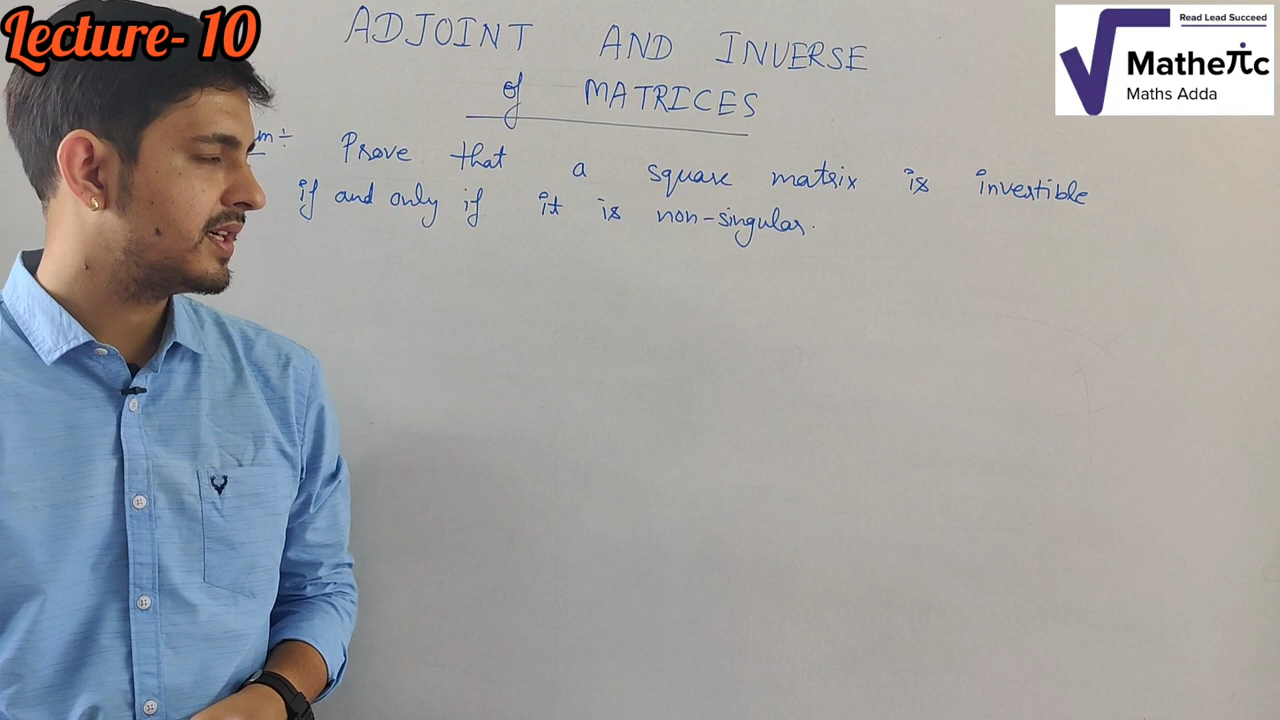 Lecture- 10
ADJOINT AND INVERSE
of MATRICES
Read Lead Succeed
Matheπc
Maths Adda
Prove that a square matrix is invertible
if and only if it is non-singular.